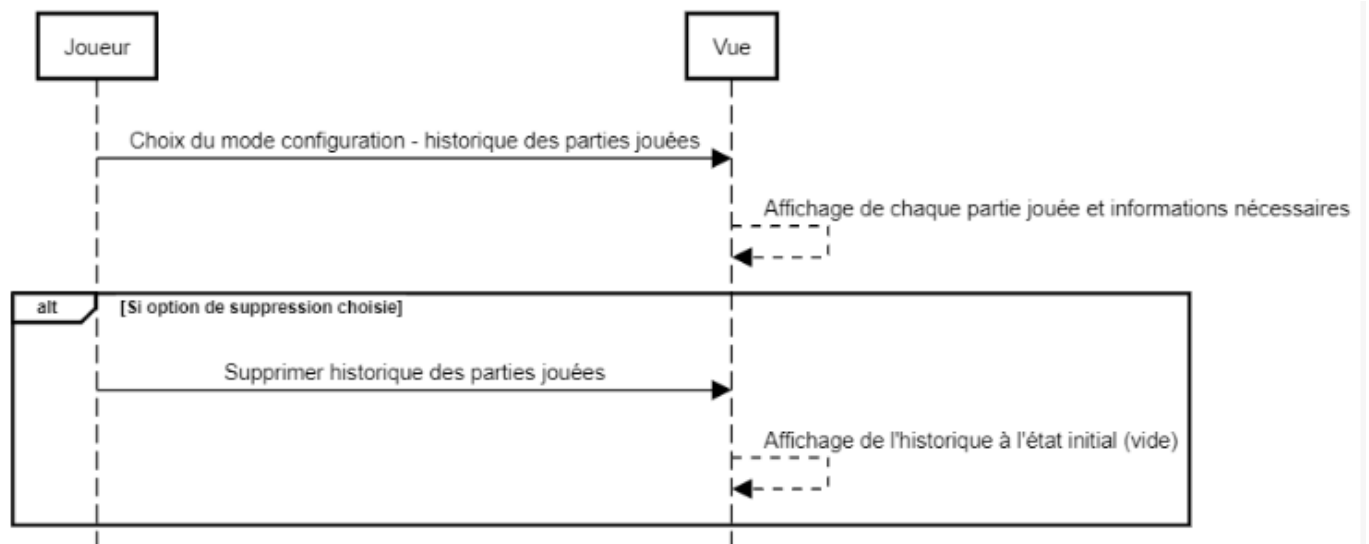 Joueur
Vue
Choix du mode configuration - historique des parties jouées
Affichage de chaque partie jouée et informations nécessaires
alt
[Si option de suppression choisie]
Supprimer historique des parties jouées
Affichage de l'historique à l'état initial (vide)